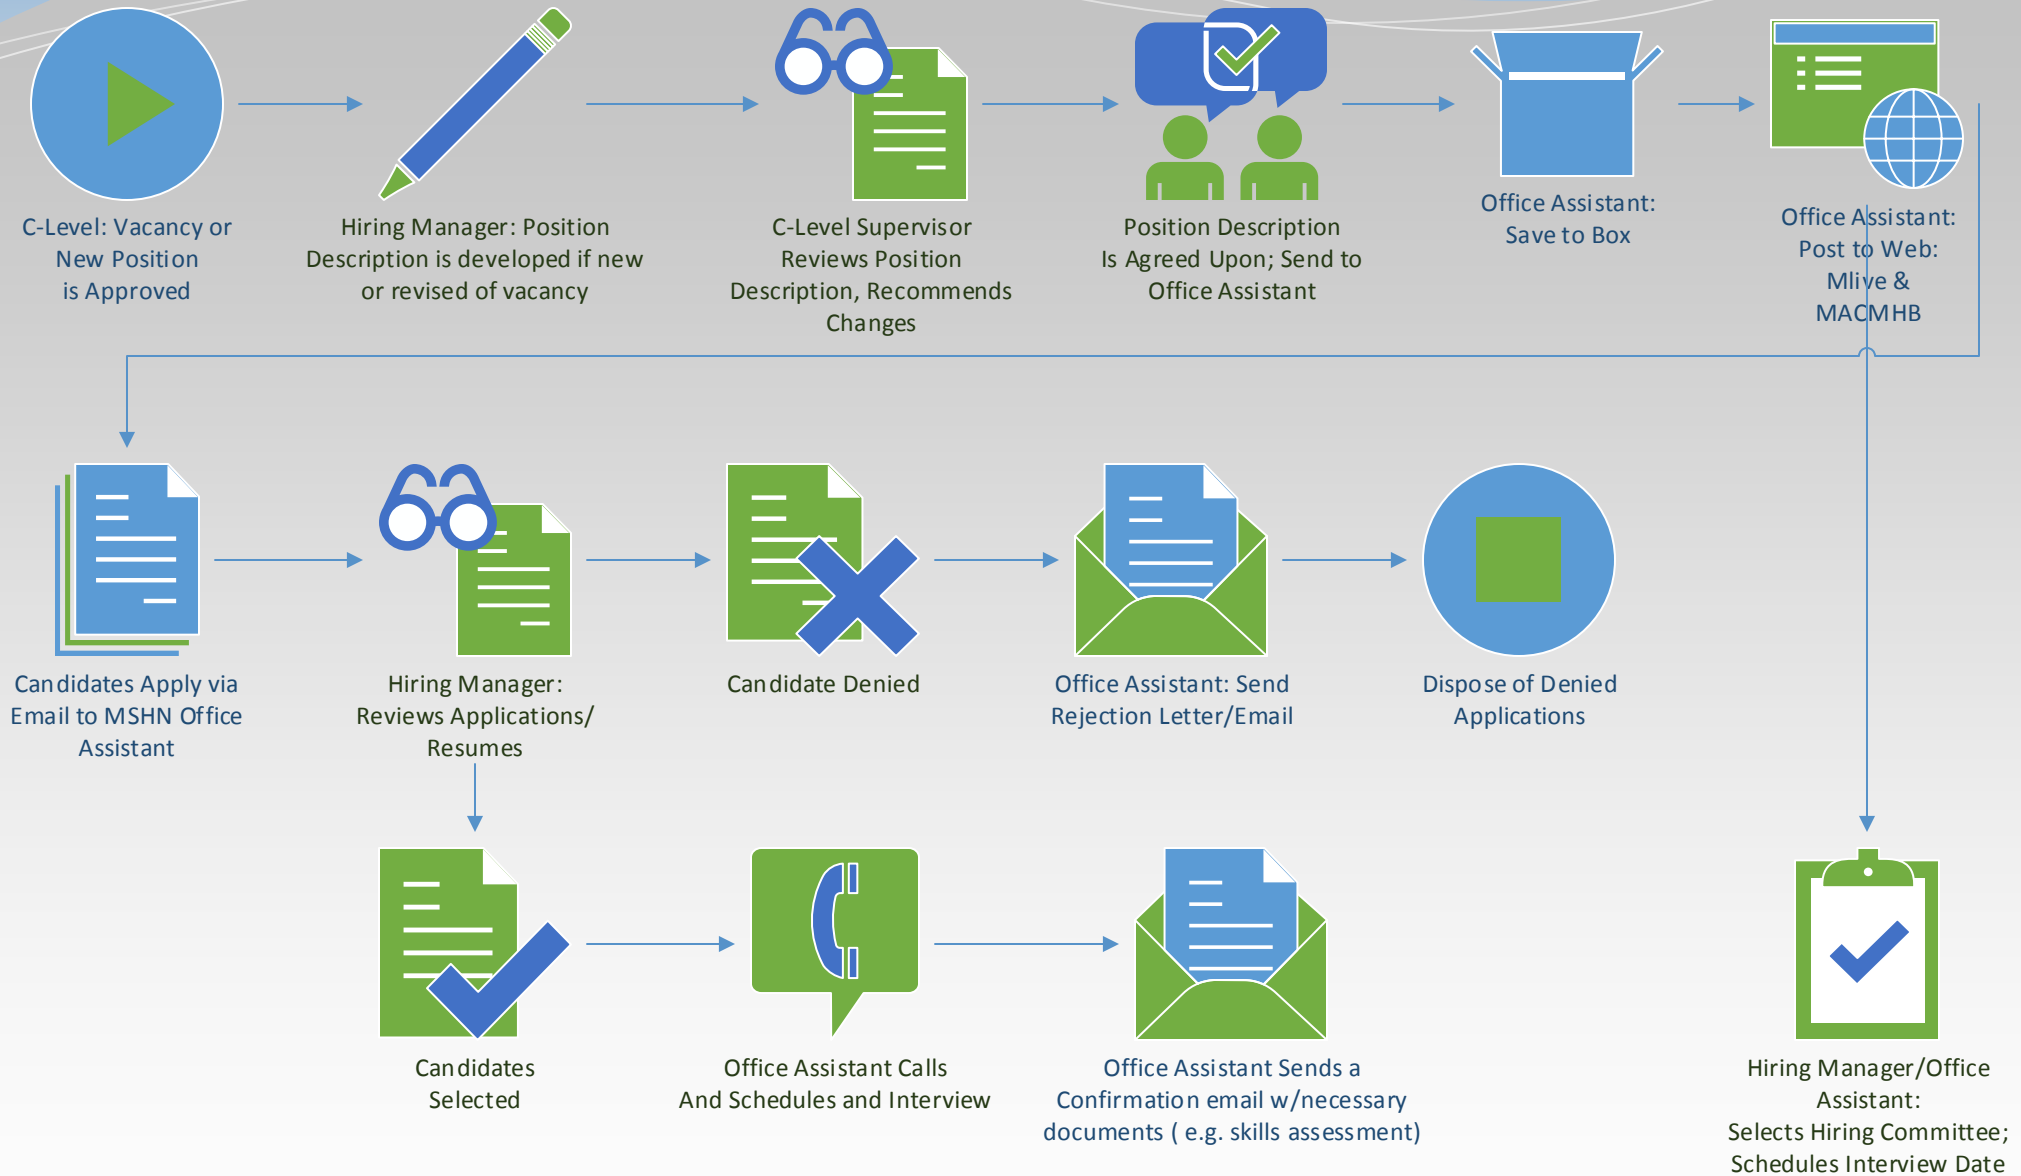 C-Level: Vacancy or
New Position
is Approved
Hiring Manager: Position
Description is developed if new
or revised of vacancy
C-Level Supervisor
Reviews Position
Description, Recommends
Changes
Position Description
Is Agreed Upon; Send to
Office Assistant
Office Assistant:
Save to Box
Office Assistant:
Post to Web:
Mlive &
MACMHB
Candidates Apply via
Email to MSHN Office
Assistant
Hiring Manager:
Reviews Applications/
Resumes
Candidate Denied
Office Assistant: Send
Rejection Letter/Email
Dispose of Denied
Applications
Candidates
Selected
Office Assistant Calls
And Schedules and Interview
Office Assistant Sends a
Confirmation email w/necessary
documents ( e.g. skills assessment)
Hiring Manager/Office
Assistant:
Selects Hiring Committee;
Schedules Interview Date